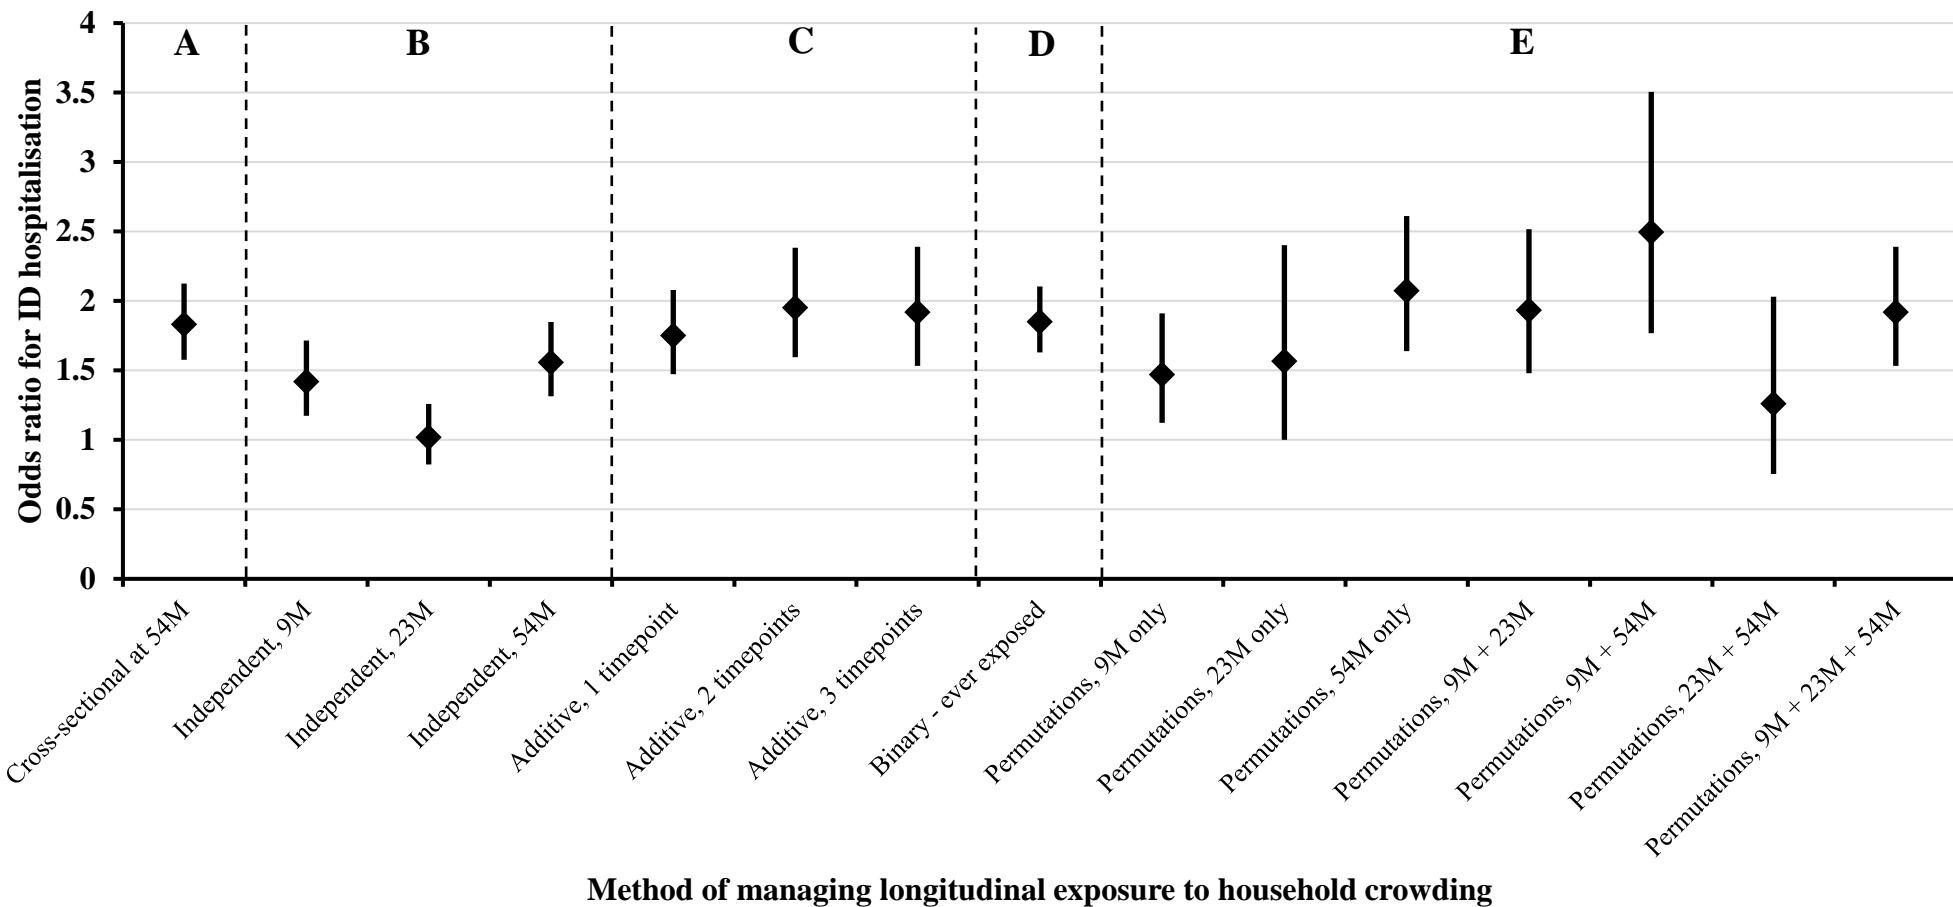 A
B
C
D
E
Odds ratio for ID hospitalisation
4
3.5
3
2.5
2
1.5
1
0.5
0
Cross-sectional at 54M
Independent, 9M
Independent, 23M
Independent, 54M
Additive, 1 timepoint
Additive, 2 timepoints
Additive, 3 timepoints
Binary - ever exposed
Permutations, 9M only
Permutations, 23M only
Permutations, 54M only
Permutations, 9M + 23M
Permutations, 9M + 54M
Permutations, 23M + 54M
Permutations, 9M + 23M + 54M
Method of managing longitudinal exposure to household crowding